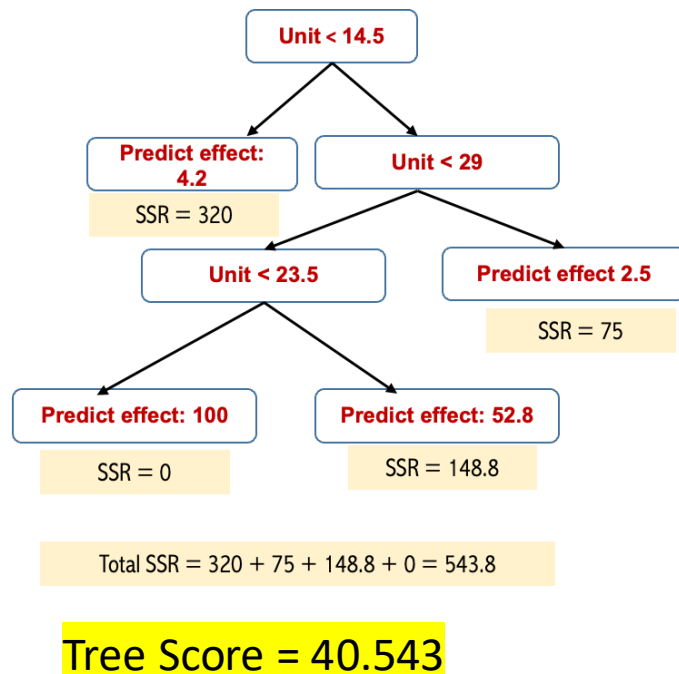 Unit < 14.5
Predict effect:
4.2
Unit < 29
SSR = 320
Unit < 23.5
Predict effect 2.5
SSR = 75
Predict effect: 100
Predict effect: 52.8
SSR = 0
SSR = 148.8
Total SSR = 320 + 75 + 148.8 + 0 = 543.8
Tree Score = 40.543